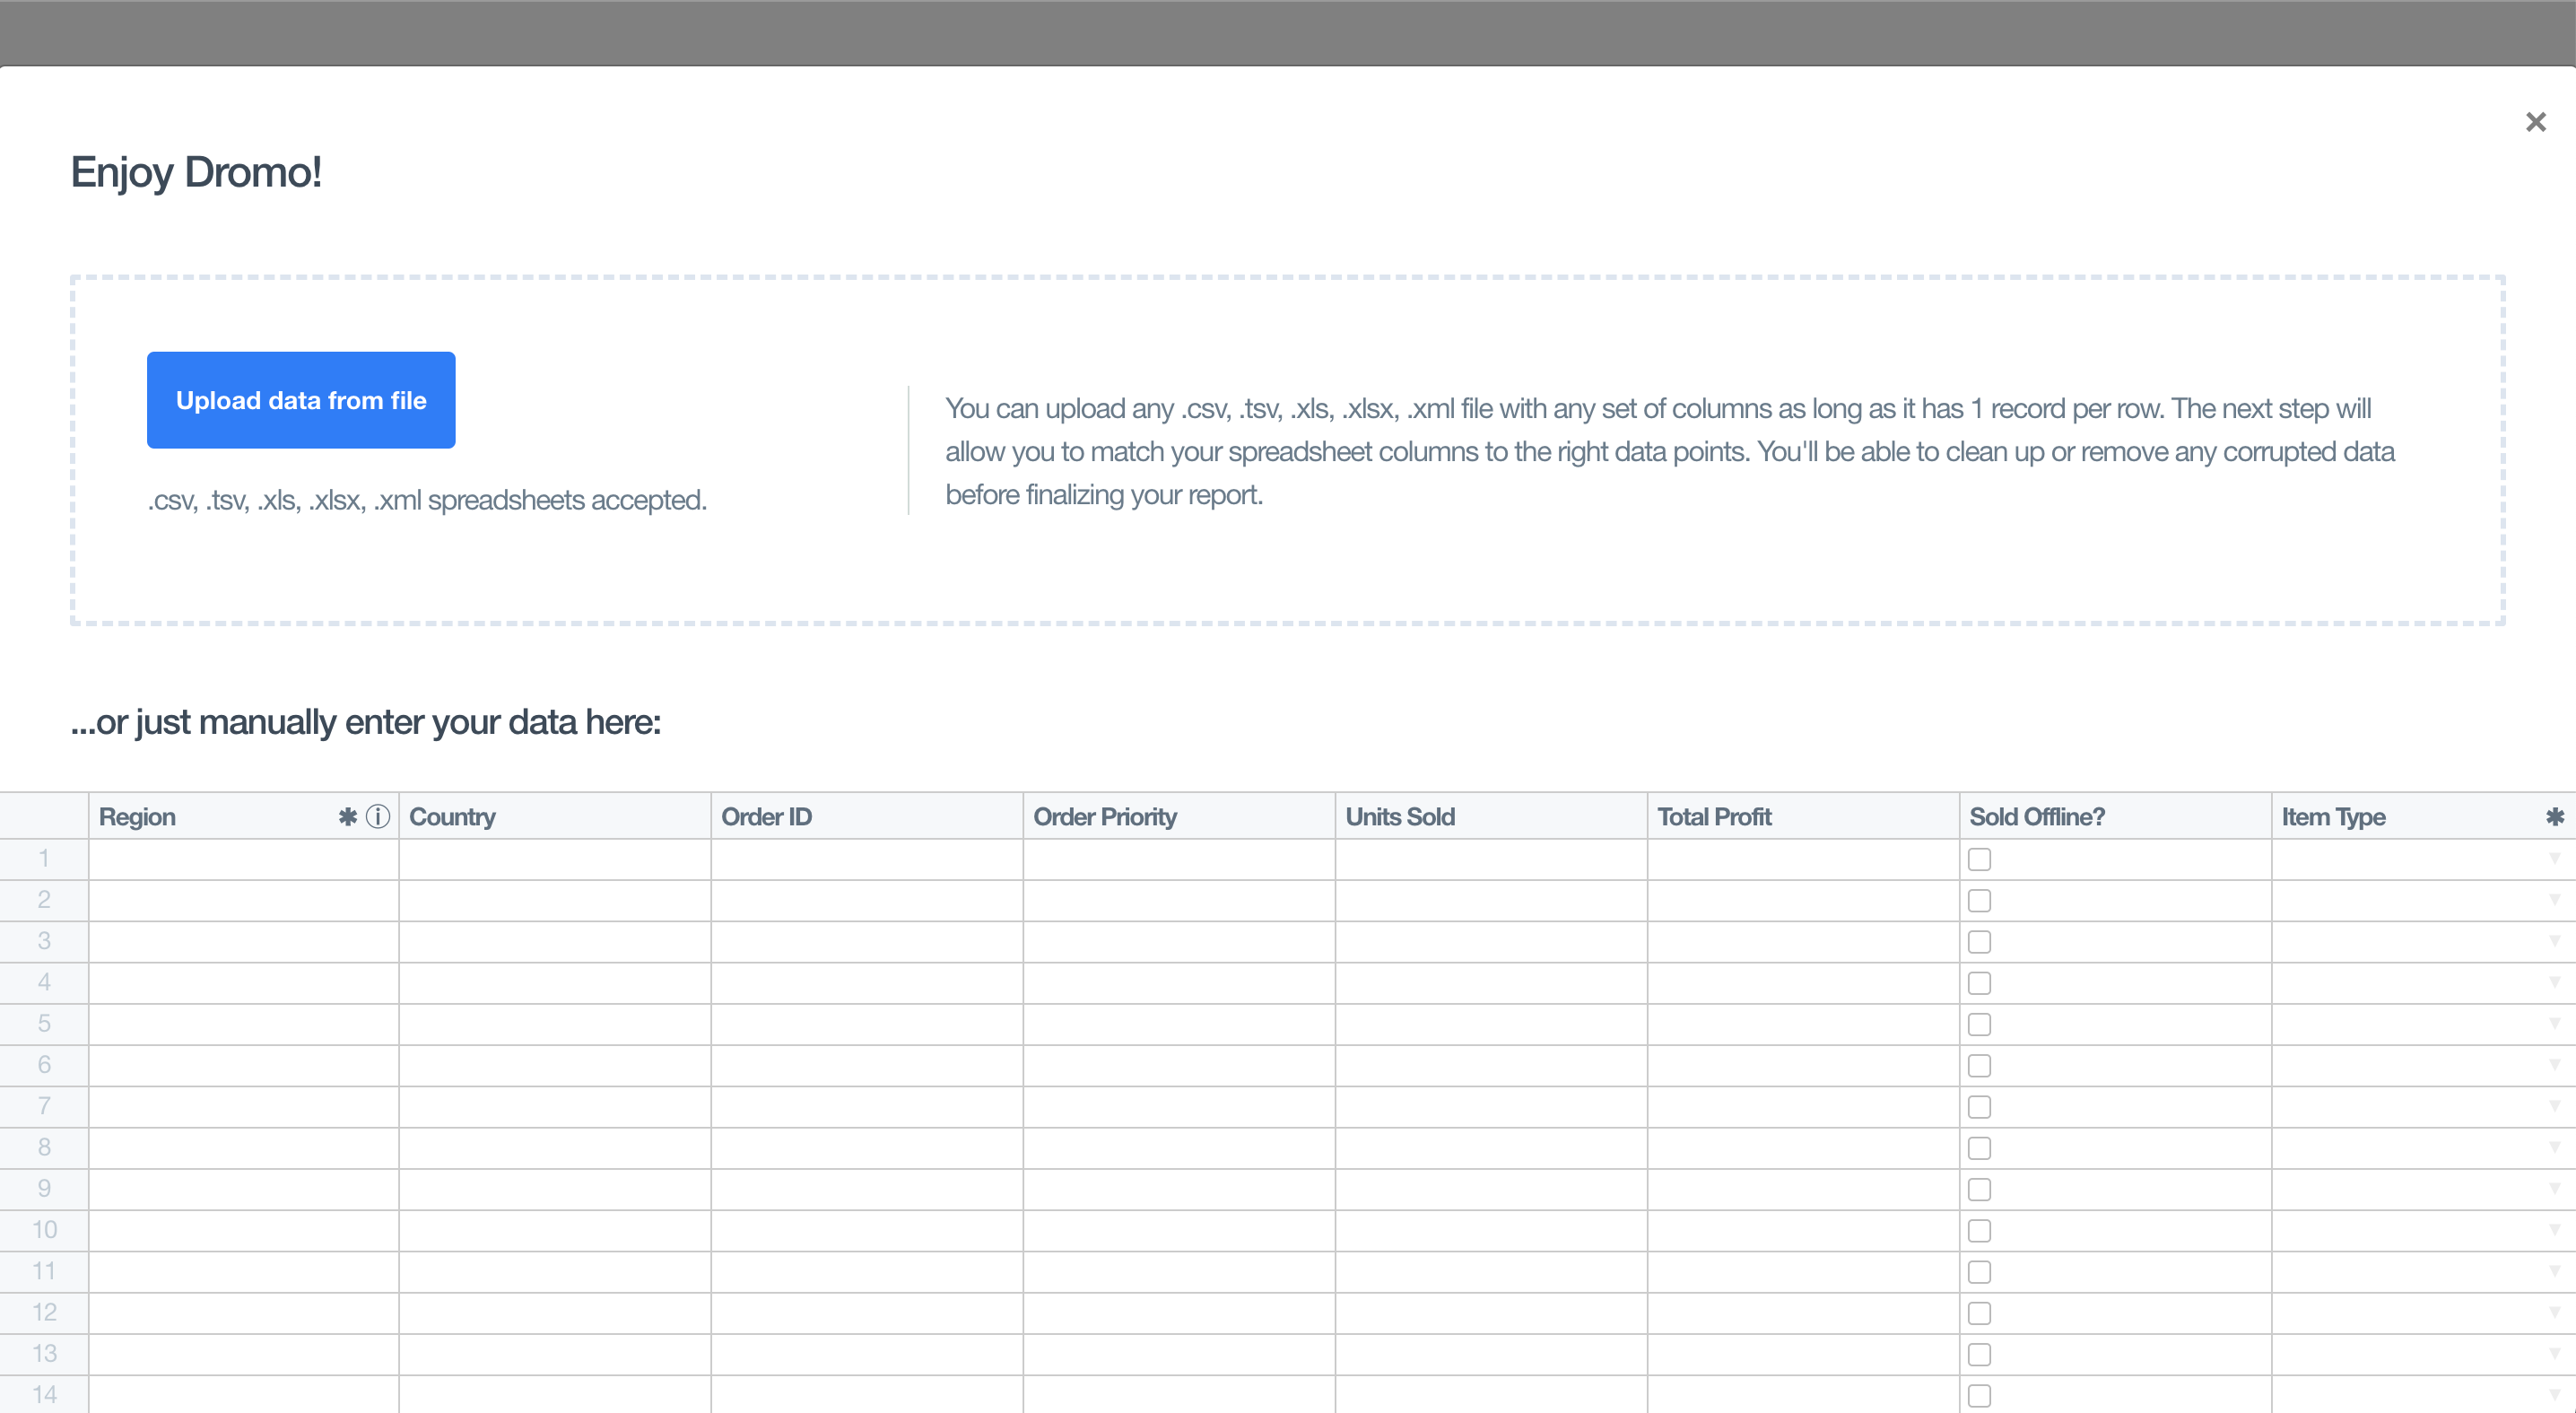 Enjoy Dromo!
Upload data from file
.csv, .tsv, .xls, .xlsx, .xml spreadsheets accepted.
You can upload any .csv, .tsv, .xls, .xlsx, .xml file with any set of columns as long as it has 1 record per row. The next step will
allow you to match your spreadsheet columns to the right data points. You'll be able to clean up or remove any corrupted data
before finalizing your report.
...or just manually enter your data here:
Region * ⓘ Country Order ID Order Priority Units Sold Total Profit Sold Offline? Item Type *
1
2
3
4
5
6
7
8
9
10
11
12
13
14